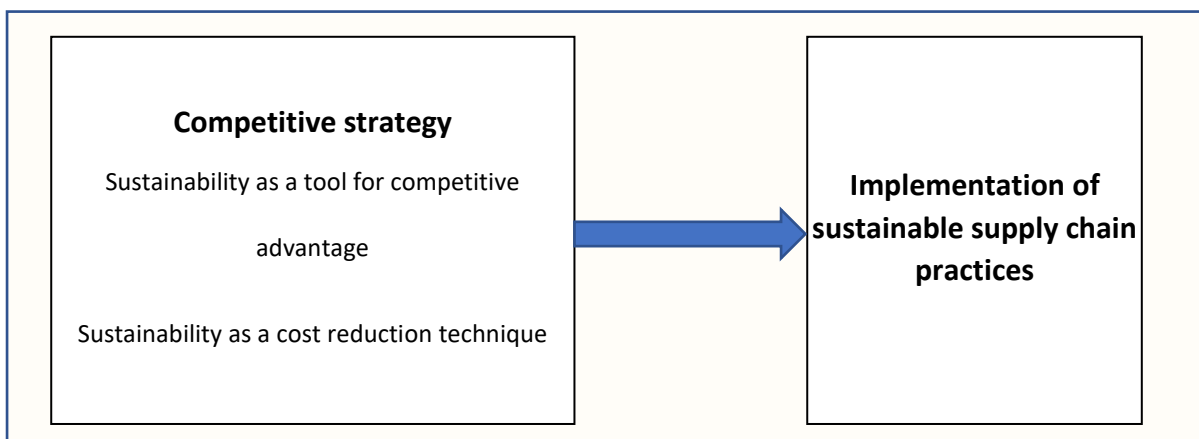 Competitive strategy
Sustainability as a tool for competitive
advantage
Sustainability as a cost reduction technique
Implementation of
sustainable supply chain
practices